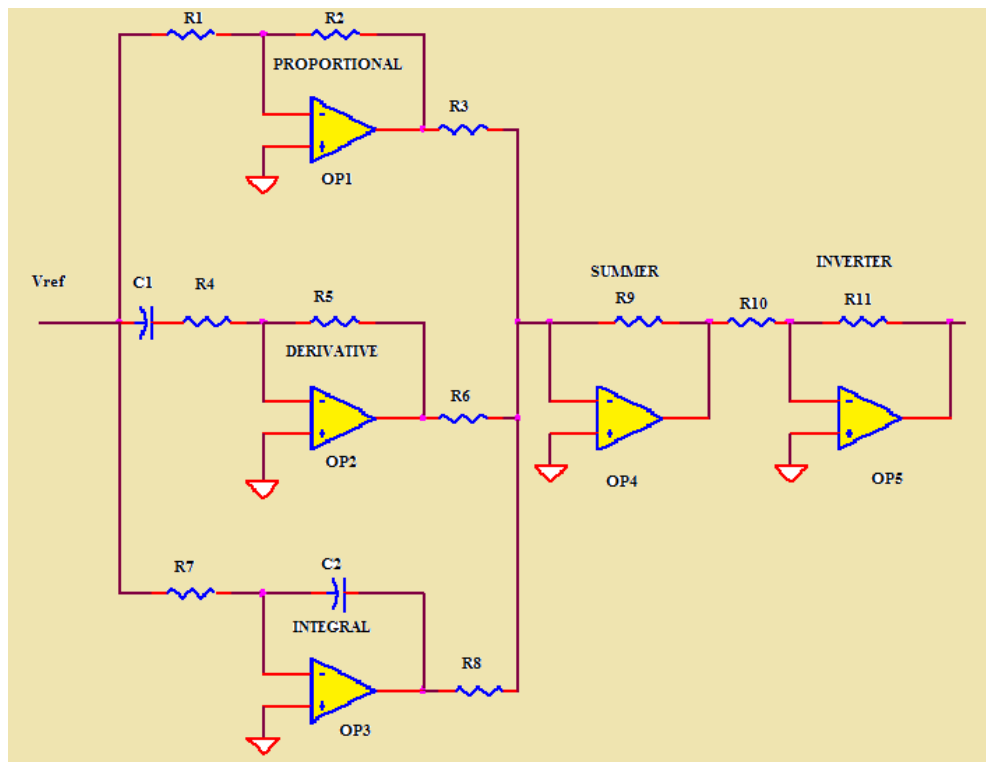 R1
R2
PROPORTIONAL
R3
-
+
OP1
Vref
C1
R4
R5
DERIVATIVE
R6
-
+
OP2
SUMMER
R9
R10
INVERTER
R11
-
+
OP4
-
+
OP5
R7
C2
INTEGRAL
R8
-
+
OP3